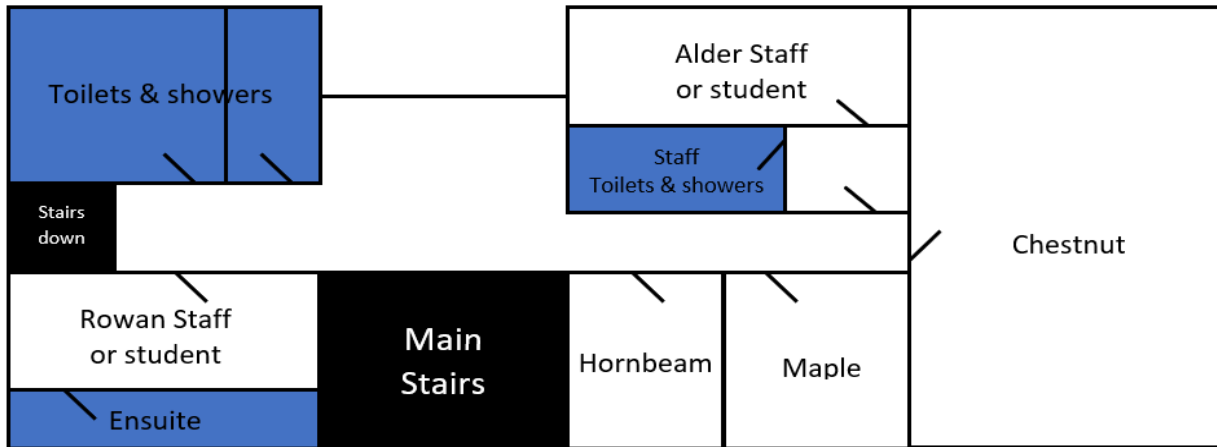 Toilets & showers
Alder Staff
or student
Staff
Toilets & showers
Stairs
down
Chestnut
Rowan Staff
or student
Main
Stairs
Hornbeam
Maple
Ensuite